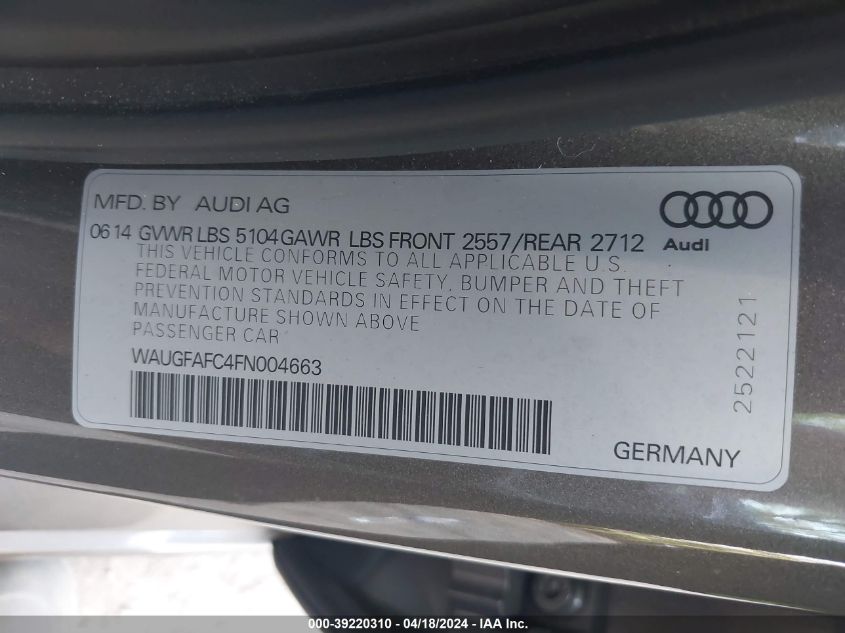 MFD. BY AUDI AG
Audi
06 14 GVWR LBS 5104 GAWR LBS FRONT 2557/REAR 2712
THIS VEHICLE CONFORMS TO ALL APPLICABLE U.S.
FEDERAL MOTOR VEHICLE SAFETY, BUMPER AND THEFT
PREVENTION STANDARDS IN EFFECT ON THE DATE OF
MANUFACTURE SHOWN ABOVE
PASSENGER CAR
WAUGFAFC4FN004663
2522121
GERMANY
000-39220310 - 04/18/2024 - IAAI Inc.